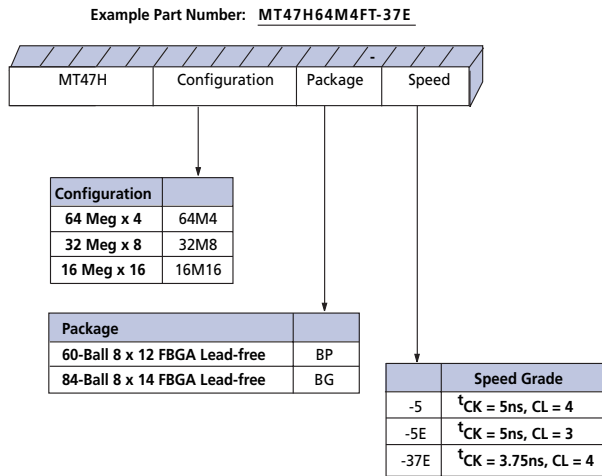 Example Part Number: MT47H64M4FT-37E
-
MT47H Configuration Package Speed
Configuration
64 Meg x 4 64M4
32 Meg x 8 32M8
16 Meg x 16 16M16
Package
60-Ball 8 x 12 FBGA Lead-free BP
84-Ball 8 x 14 FBGA Lead-free BG
Speed Grade
-5 tCK = 5ns, CL = 4
-5E tCK = 5ns, CL = 3
-37E tCK = 3.75ns, CL = 4